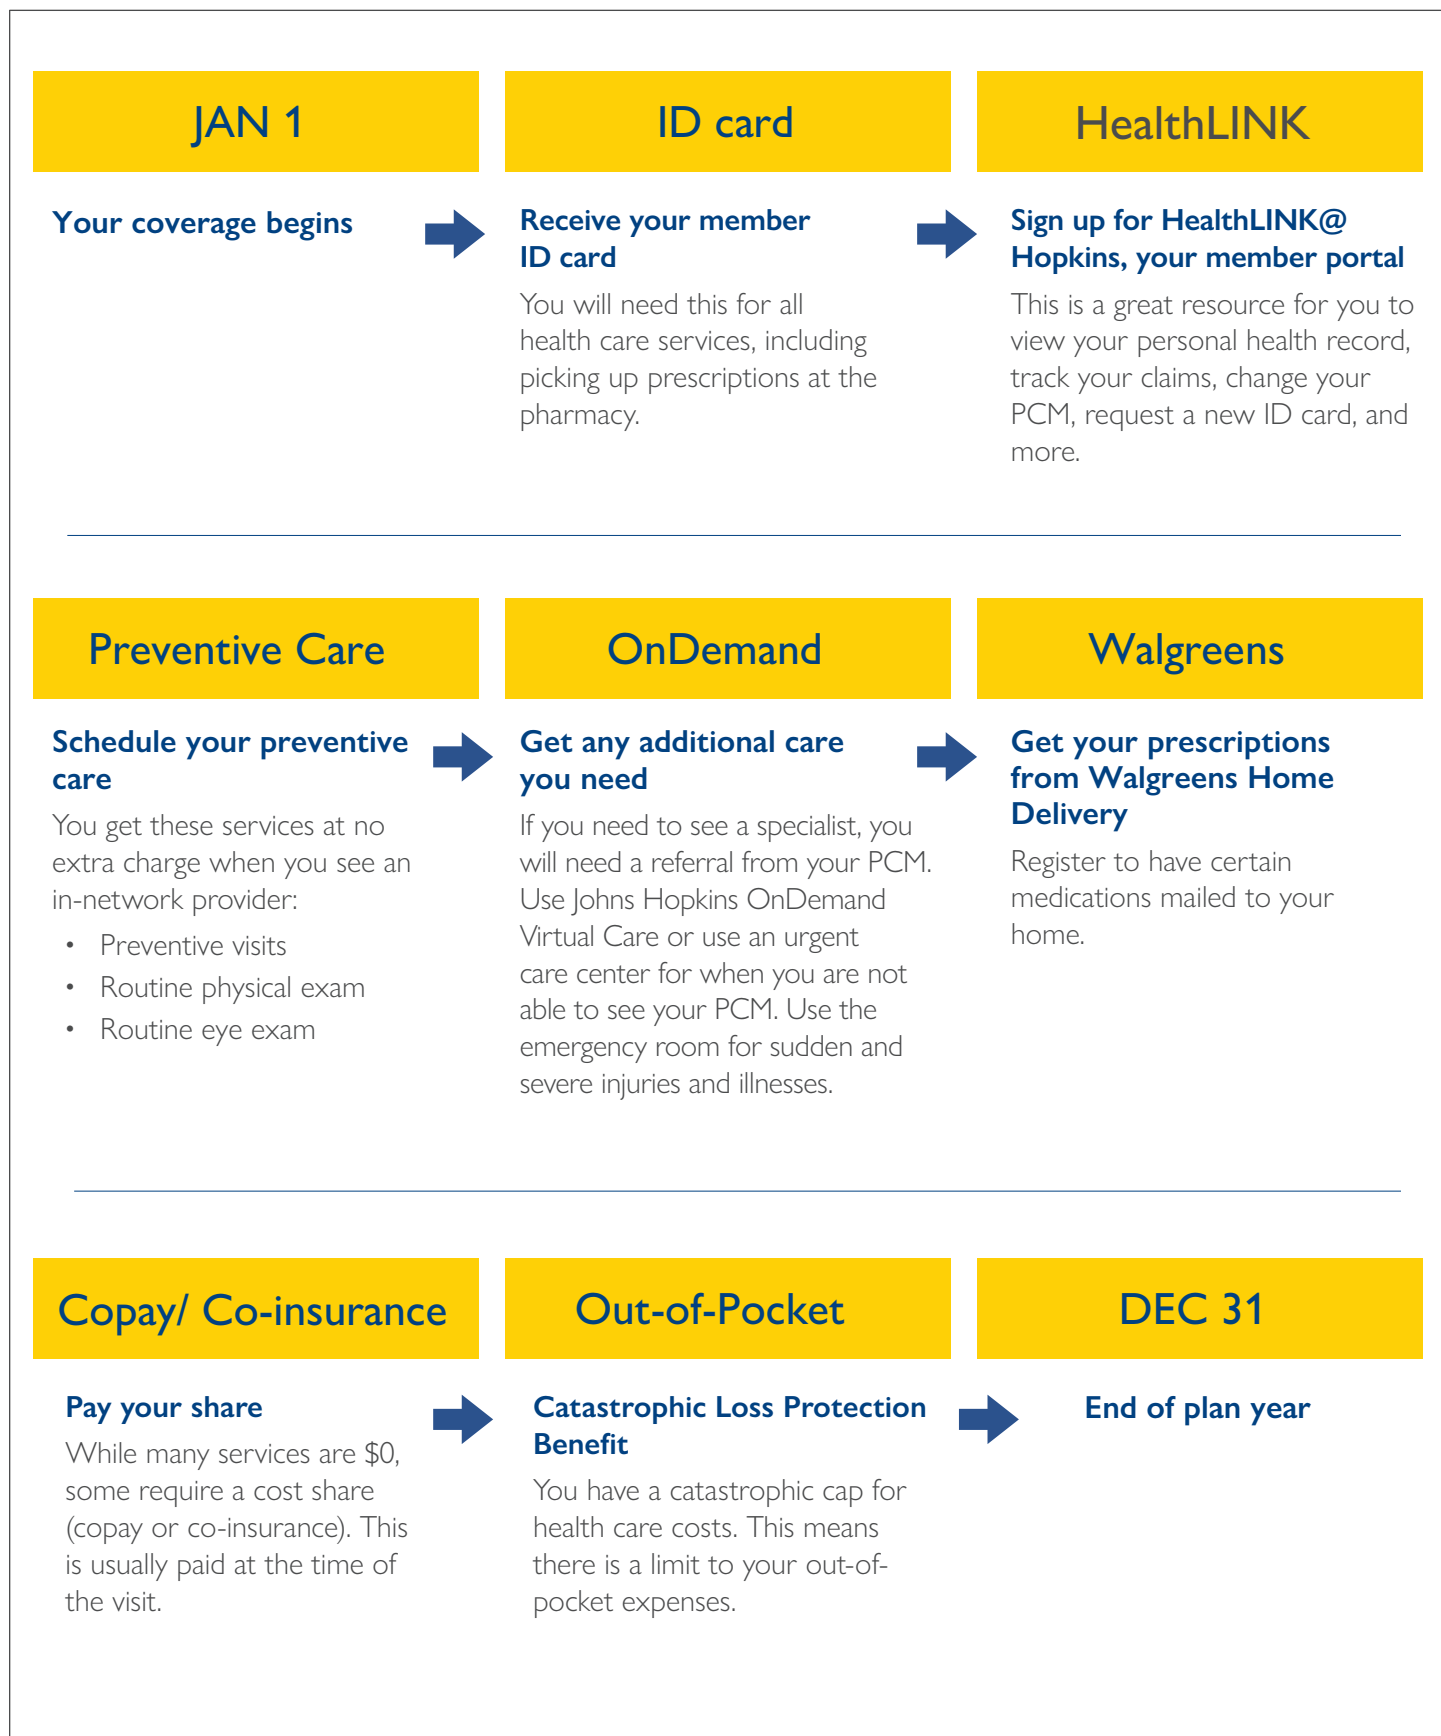 JAN 1
Your coverage begins
ID card
Receive your member
ID card
You will need this for all
health care services, including
picking up prescriptions at the
pharmacy.
HealthLINK
Sign up for HealthLINK@
Hopkins, your member portal
This is a great resource for you to
view your personal health record,
track your claims, change your
PCM, request a new ID card, and
more.
Preventive Care
Schedule your preventive
care
You get these services at no
extra charge when you see an
in-network provider:
• Preventive visits
• Routine physical exam
• Routine eye exam
OnDemand
Get any additional care
you need
If you need to see a specialist, you
will need a referral from your PCM.
Use Johns Hopkins OnDemand
Virtual Care or use an urgent
care center for when you are not
able to see your PCM. Use the
emergency room for sudden and
severe injuries and illnesses.
Walgreens
Get your prescriptions
from Walgreens Home
Delivery
Register to have certain
medications mailed to your
home.
Copay/ Co-insurance
Pay your share
While many services are $0,
some require a cost share
(copay or co-insurance). This
is usually paid at the time of
the visit.
Out-of-Pocket
Catastrophic Loss Protection
Benefit
You have a catastrophic cap for
health care costs. This means
there is a limit to your out-of-
pocket expenses.
DEC 31
End of plan year